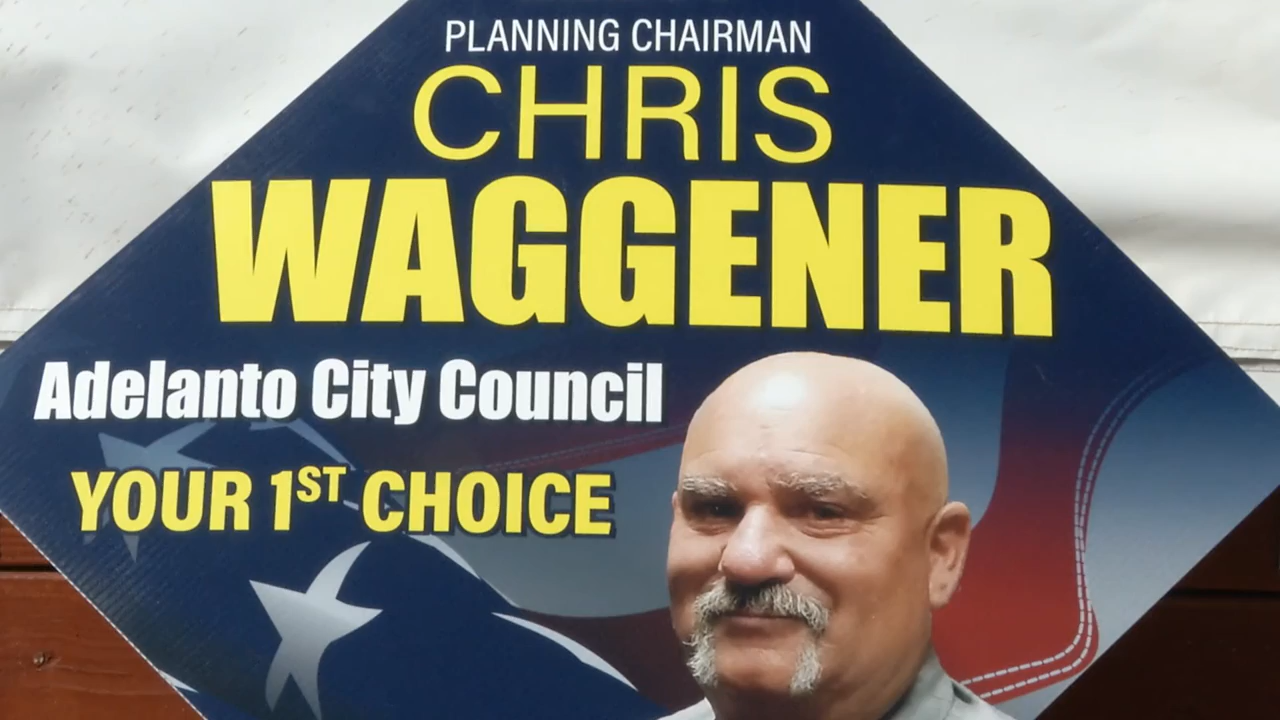 PLANNING CHAIRMAN
CHRIS
WAGGENER
Adelanto City Council
YOUR 1ST CHOICE